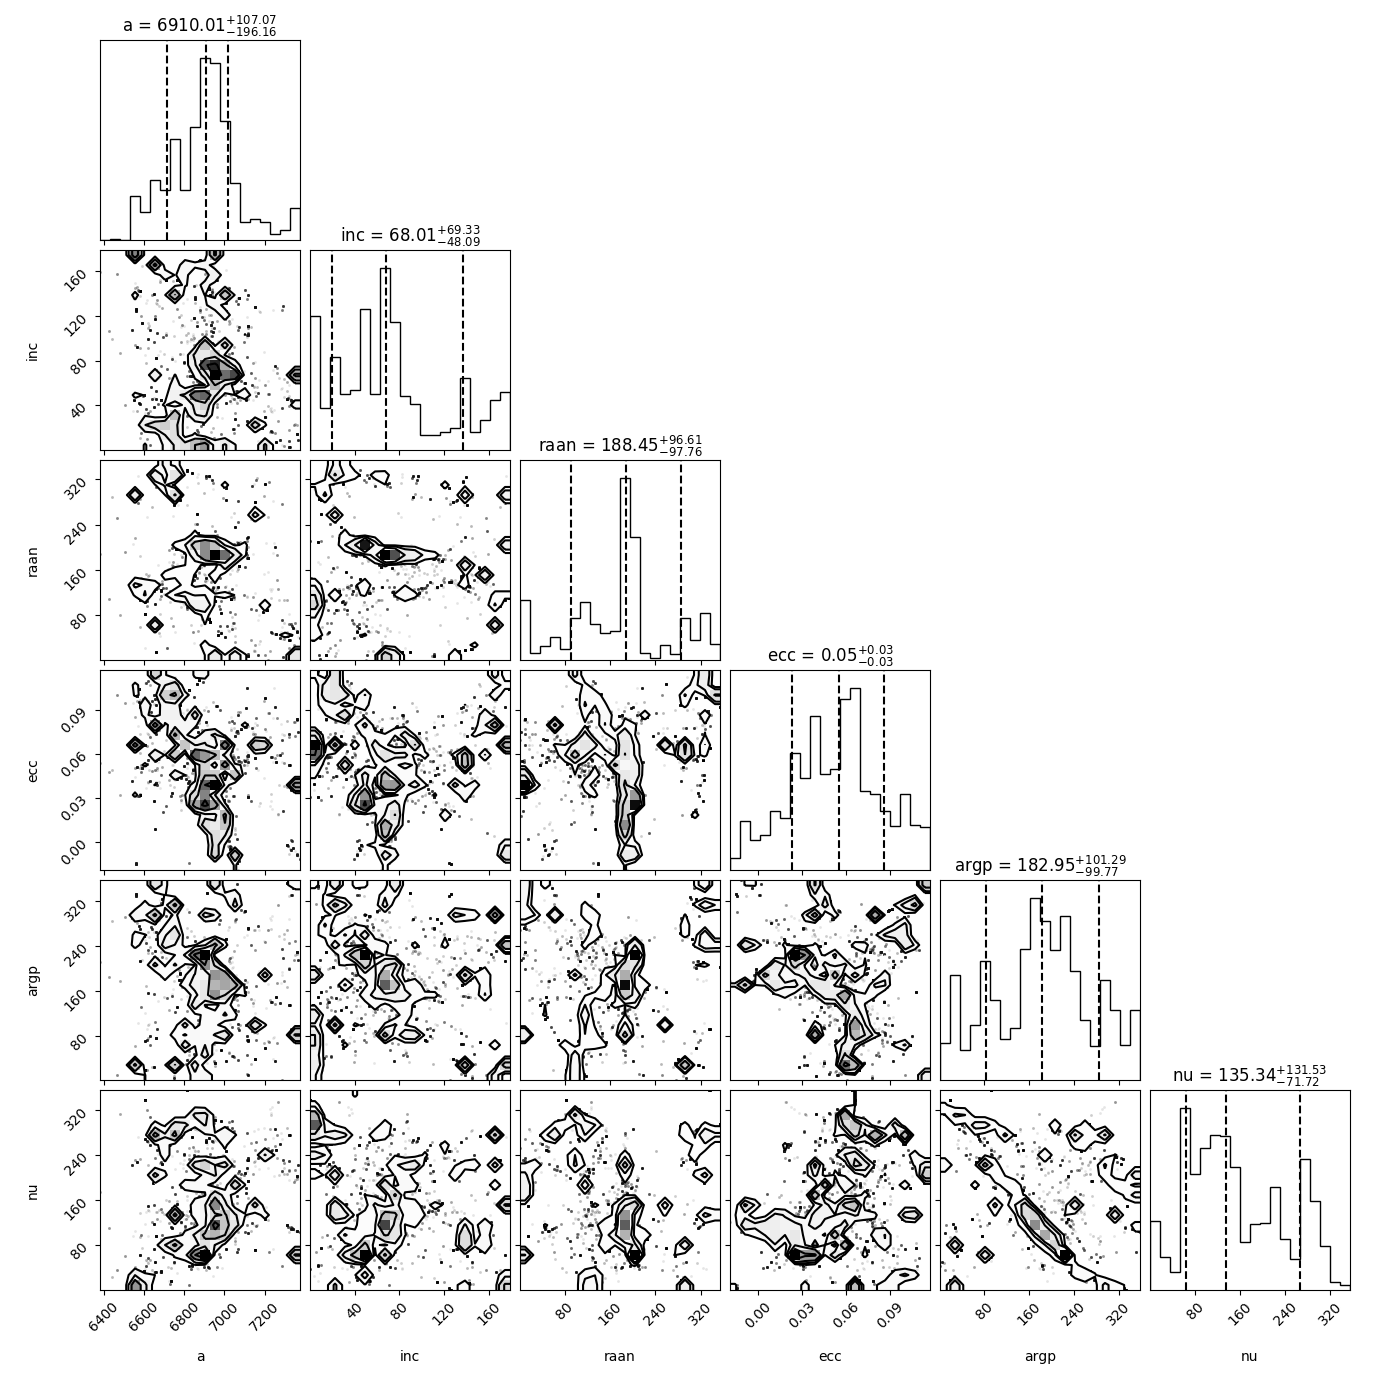 a = 6910.01+107.07−196.16
inc = 68.01+69.33−48.09
160
120
80
40
inc
raan = 188.45+96.61−97.76
320
240
160
80
raan
ecc = 0.05+0.03−0.03
0.09
0.06
0.03
0.00
ecc
argp = 182.95+101.29−99.77
320
240
160
80
argp
nu = 135.34+131.53−71.72
320
240
160
80
nu
6400 6600 6800 7000 7200 40 80 120 160 80 160 240 320 0.00 0.03 0.06 0.09 80 160 240 320 80 160 240 320
a inc raan ecc argp nu